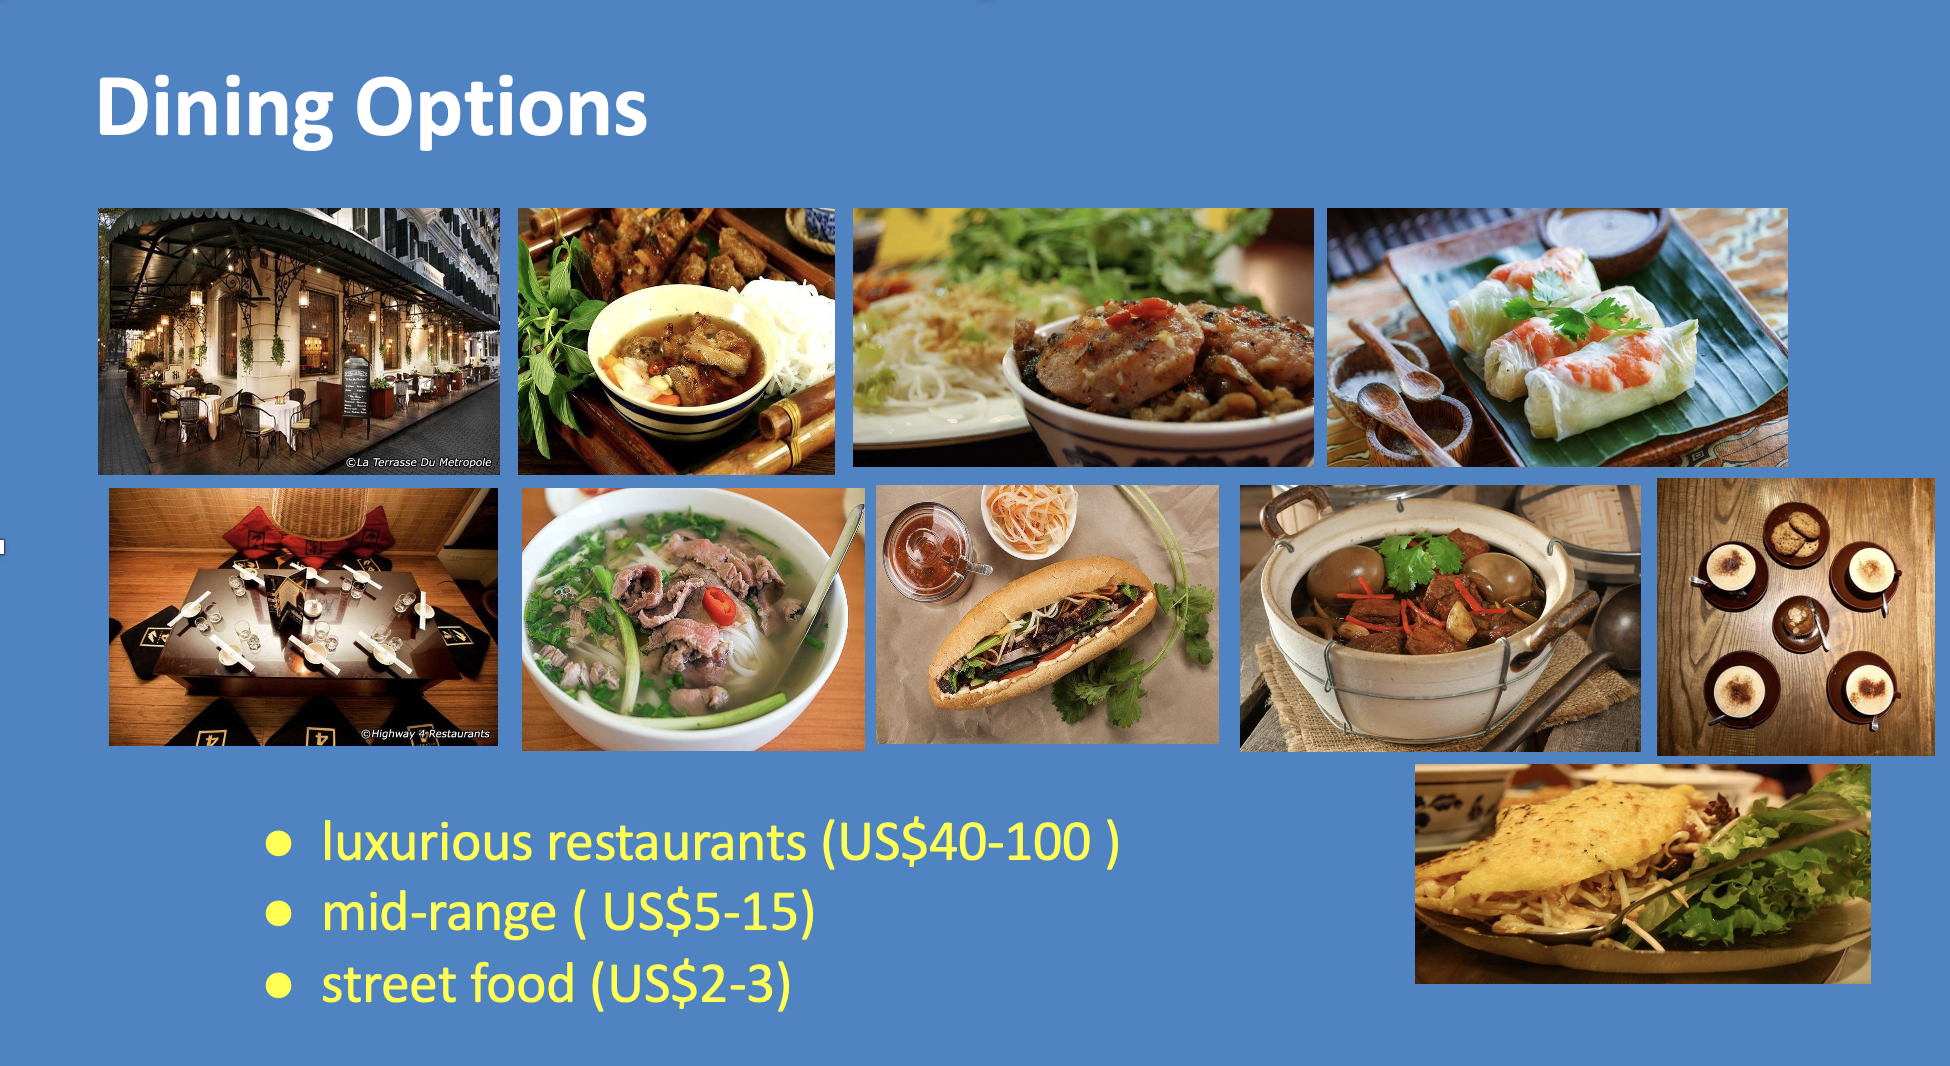 Dining Options
©La Terrasse Du Metropole
©Highway 4 Restaurants
● luxurious restaurants (US$40-100 )
● mid-range ( US$5-15)
● street food (US$2-3)